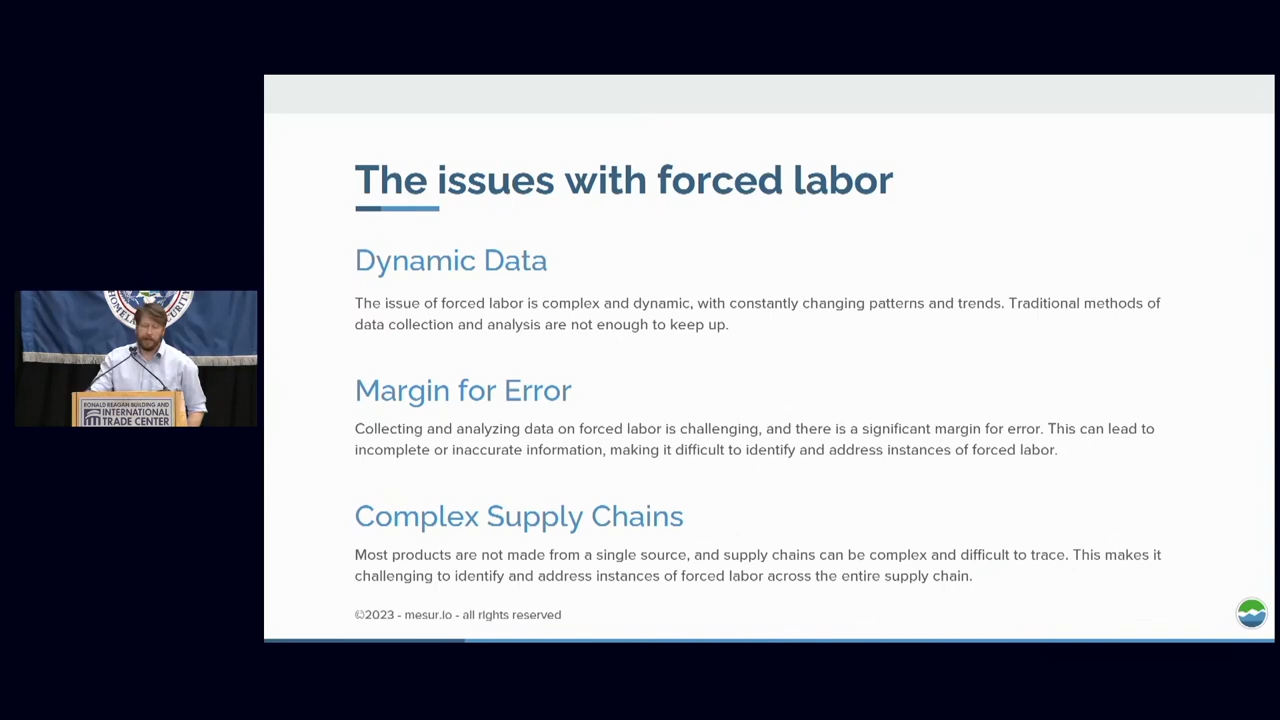 The issues with forced labor
Dynamic Data
The issue of forced labor is complex and dynamic, with constantly changing patterns and trends. Traditional methods of
data collection and analysis are not enough to keep up.
Margin for Error
Collecting and analyzing data on forced labor is challenging, and there is a significant margin for error. This can lead to
incomplete or inaccurate information, making it difficult to identify and address instances of forced labor.
Complex Supply Chains
Most products are not made from a single source, and supply chains can be complex and difficult to trace. This makes it
challenging to identify and address instances of forced labor across the entire supply chain.
©2023 - mesur.io - all rights reserved
HOMELAND SECURITY
RONALD REAGAN BUILDING AND
INTERNATIONAL
TRADE CENTER